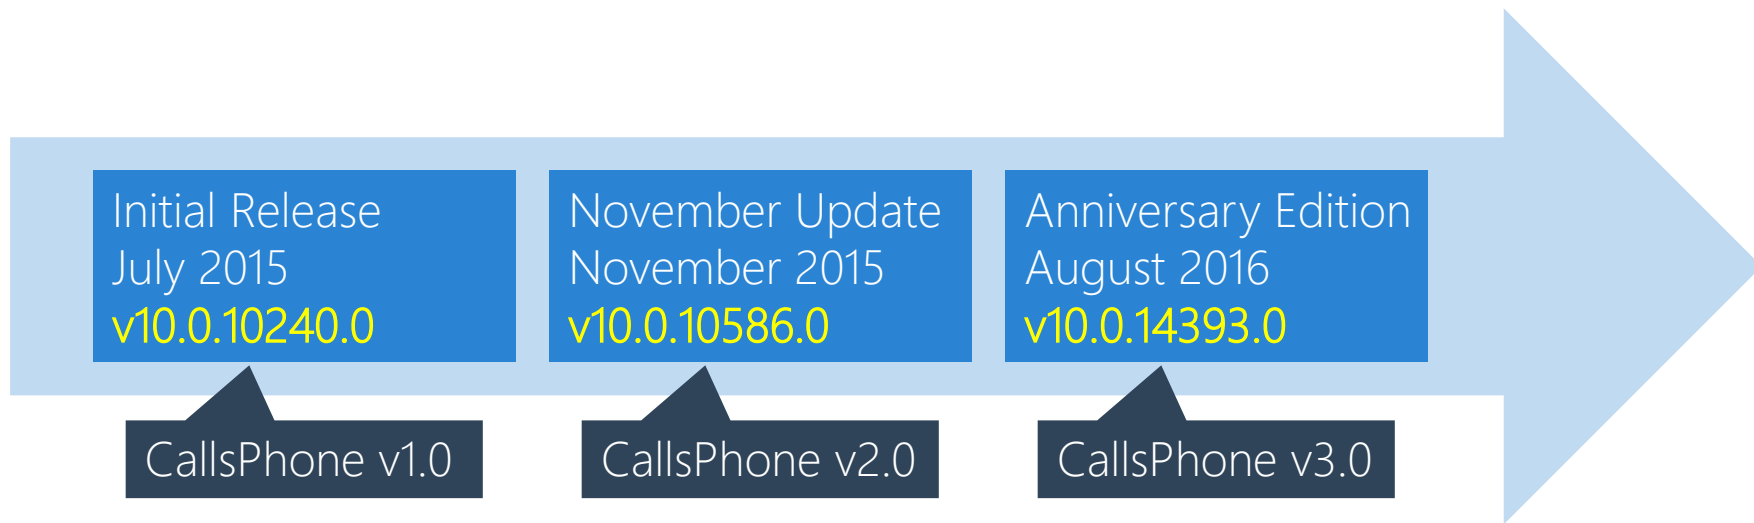 Initial Release
July 2015
v10.0.10240.0
November Update
November 2015
v10.0.10586.0
Anniversary Edition
August 2016
v10.0.14393.0
CallsPhone v1.0
CallsPhone v2.0
CallsPhone v3.0